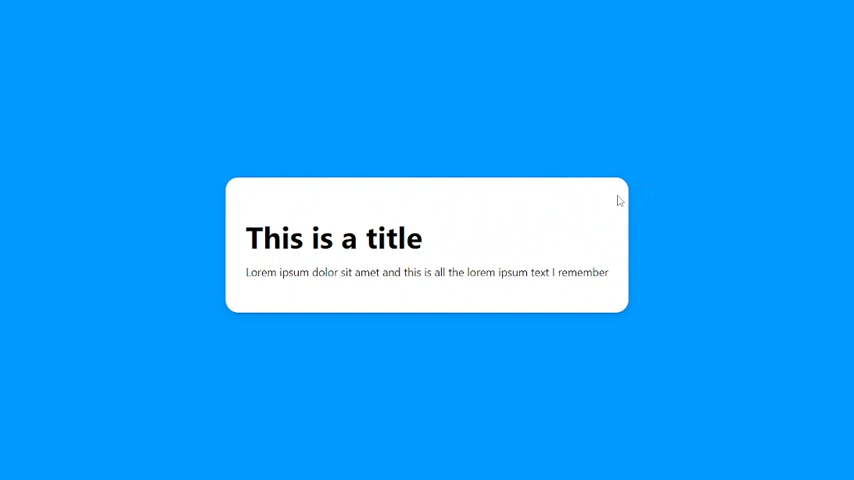 This is a title
Lorem ipsum dolor sit amet and this is all the lorem ipsum text I remember